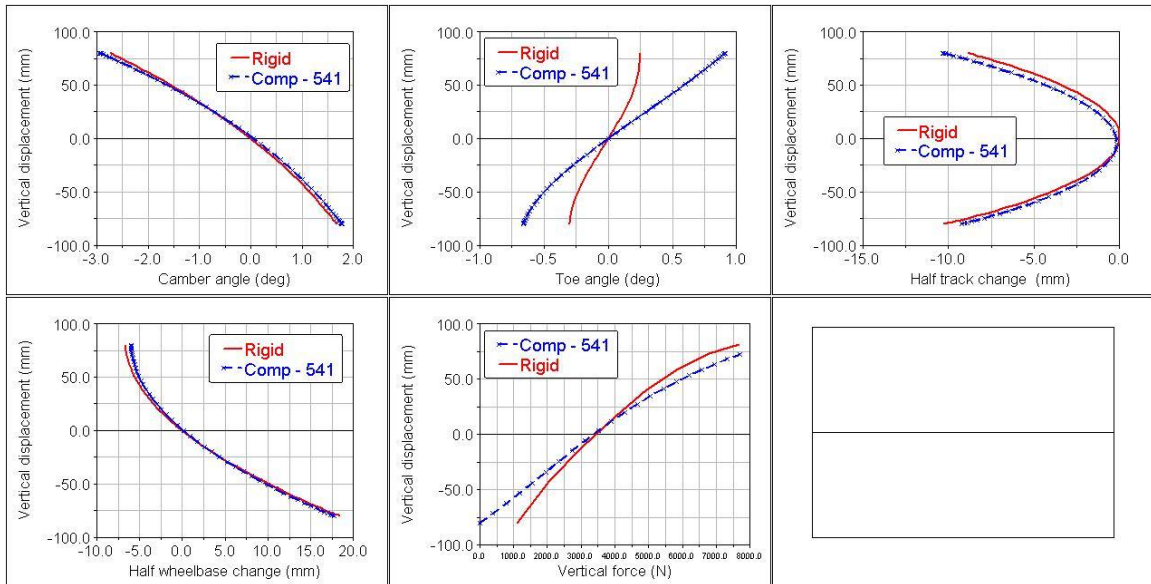 Vertical displacement (mm)
100.0
50.0
0.0
-50.0
-100.0
Rigid
Comp - 541
-3.0 -2.0 -1.0 0.0 1.0 2.0
Camber angle (deg)
Vertical displacement (mm)
100.0
50.0
0.0
-50.0
-100.0
Rigid
Comp - 541
-1.0 -0.5 0.0 0.5 1.0
Toe angle (deg)
Vertical displacement (mm)
100.0
50.0
0.0
-50.0
-100.0
Rigid
Comp - 541
-15.0 -10.0 -5.0 0.0
Half track change (mm)
Vertical displacement (mm)
100.0
50.0
0.0
-50.0
-100.0
Rigid
Comp - 541
-10.0 -5.0 0.0 5.0 10.0 15.0 20.0
Half wheelbase change (mm)
Vertical displacement (mm)
100.0
50.0
0.0
-50.0
-100.0
Comp - 541
Rigid
0.0 1000.0 2000.0 3000.0 4000.0 5000.0 6000.0 7000.0 8000.0
Vertical force (N)